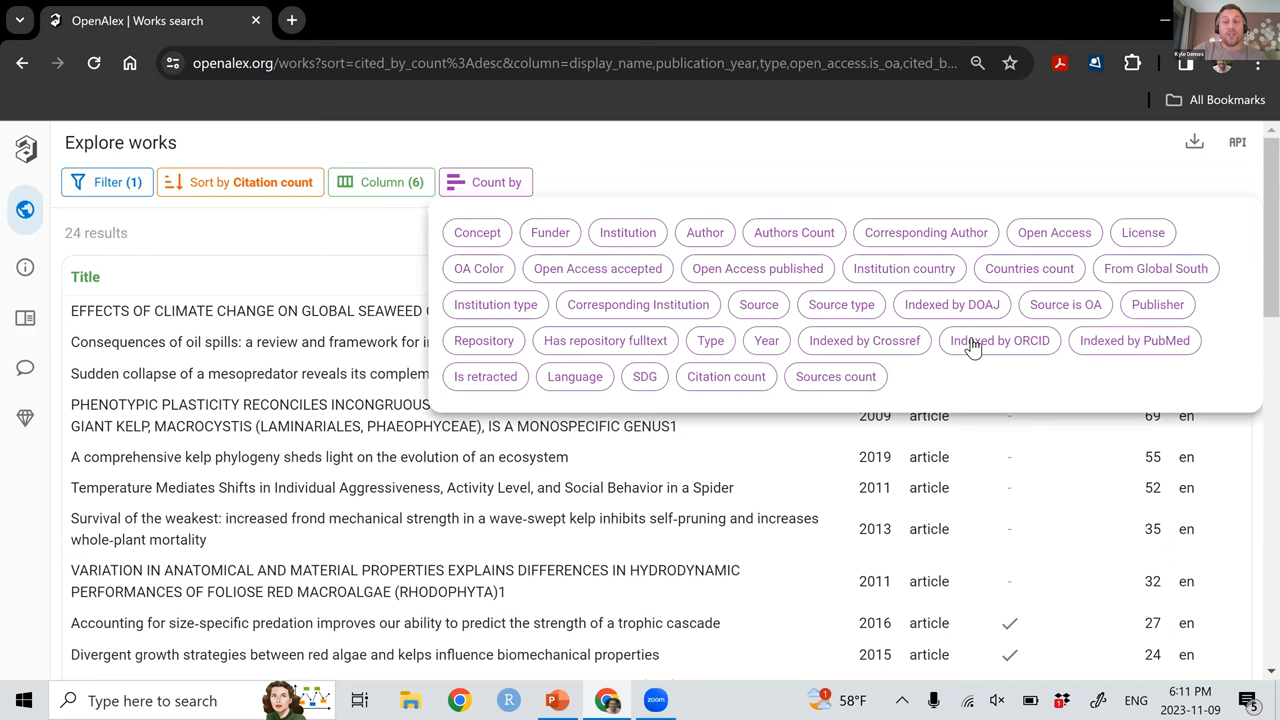 OpenAlex | Works search
Kyle Demes
openalex.org/works?sort=cited_by_count%3Adesc&column=display_name,publication_year,type,open_access.is_oa,cited_b...
All Bookmarks
Explore works
API
Filter (1)
Sort by Citation count
Column (6)
Count by
24 results
Concept Funder Institution Author Authors Count Corresponding Author Open Access License
OA Color Open Access accepted Open Access published Institution country Countries count From Global South
Institution type Corresponding Institution Source Source type Indexed by DOAJ Source is OA Publisher
Repository Has repository fulltext Type Year Indexed by Crossref Indexed by ORCID Indexed by PubMed
Is retracted Language SDG Citation count Sources count
Title
EFFECTS OF CLIMATE CHANGE ON GLOBAL SEAWEED
Consequences of oil spills: a review and framework for
Sudden collapse of a mesopredator reveals its complem
PHENOTYPIC PLASTICITY RECONCILES INCONGRUOUS
GIANT KELP, MACROCYSTIS (LAMINARIALES, PHAEOPHYCEAE), IS A MONOSPECIFIC GENUS1
2009 article - 69 en
A comprehensive kelp phylogeny sheds light on the evolution of an ecosystem 2019 article - 55 en
Temperature Mediates Shifts in Individual Aggressiveness, Activity Level, and Social Behavior in a Spider 2011 article - 52 en
Survival of the weakest: increased frond mechanical strength in a wave-swept kelp inhibits self-pruning and increases
whole-plant mortality
2013 article - 35 en
VARIATION IN ANATOMICAL AND MATERIAL PROPERTIES EXPLAINS DIFFERENCES IN HYDRODYNAMIC
PERFORMANCES OF FOLIOSE RED MACROALGAE (RHODOPHYTA)1
2011 article - 32 en
Accounting for size-specific predation improves our ability to predict the strength of a trophic cascade 2016 article 27 en
Divergent growth strategies between red algae and kelps influence biomechanical properties 2015 article 24 en
Type here to search
R
zoom
1
58°F
ENG
6:11 PM
2023-11-09
5